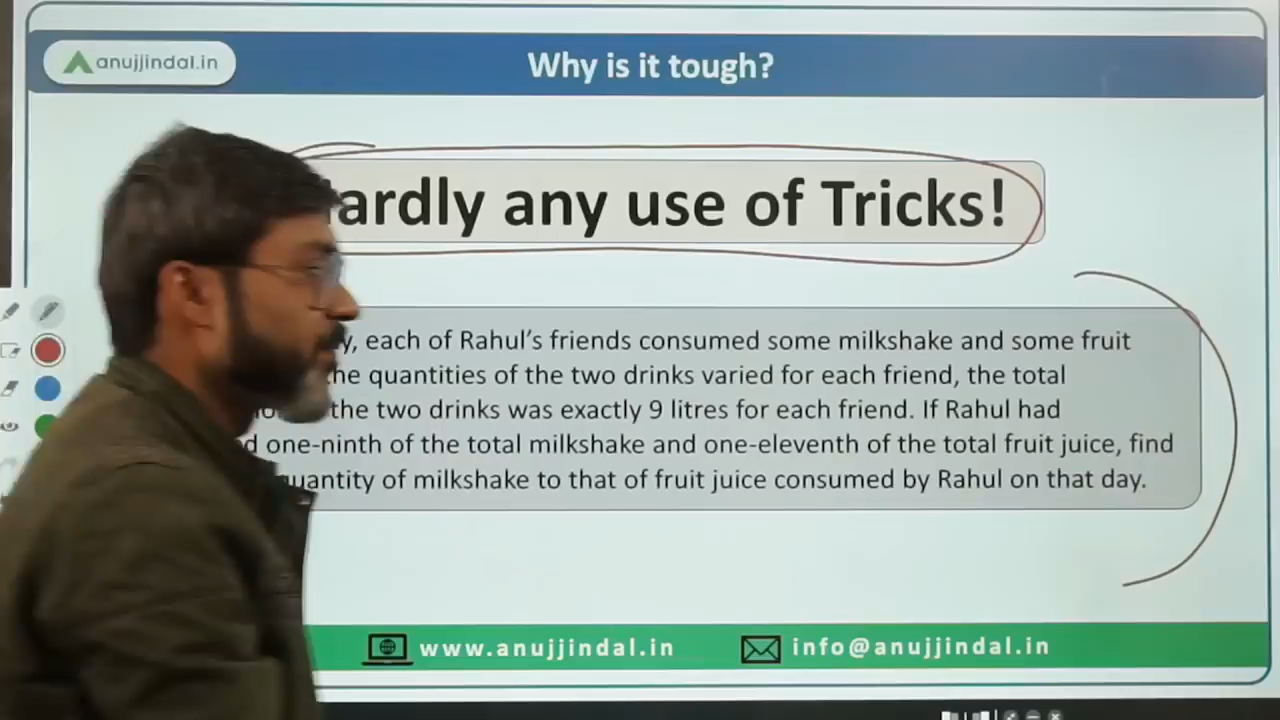 anujjindal.in
Why is it tough?
ardly any use of Tricks!
y, each of Rahul's friends consumed some milkshake and some fruit
he quantities of the two drinks varied for each friend, the total
the two drinks was exactly 9 litres for each friend. If Rahul had
d one-ninth of the total milkshake and one-eleventh of the total fruit juice, find
uantity of milkshake to that of fruit juice consumed by Rahul on that day.
www.anujjindal.in
info@anujjindal.in